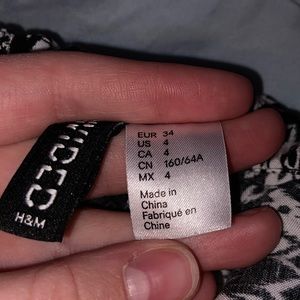 H&M
EUR 34
US 4
CA 4
CN 160/64A
MX 4
Made in
China
Fabriqué en
Chine